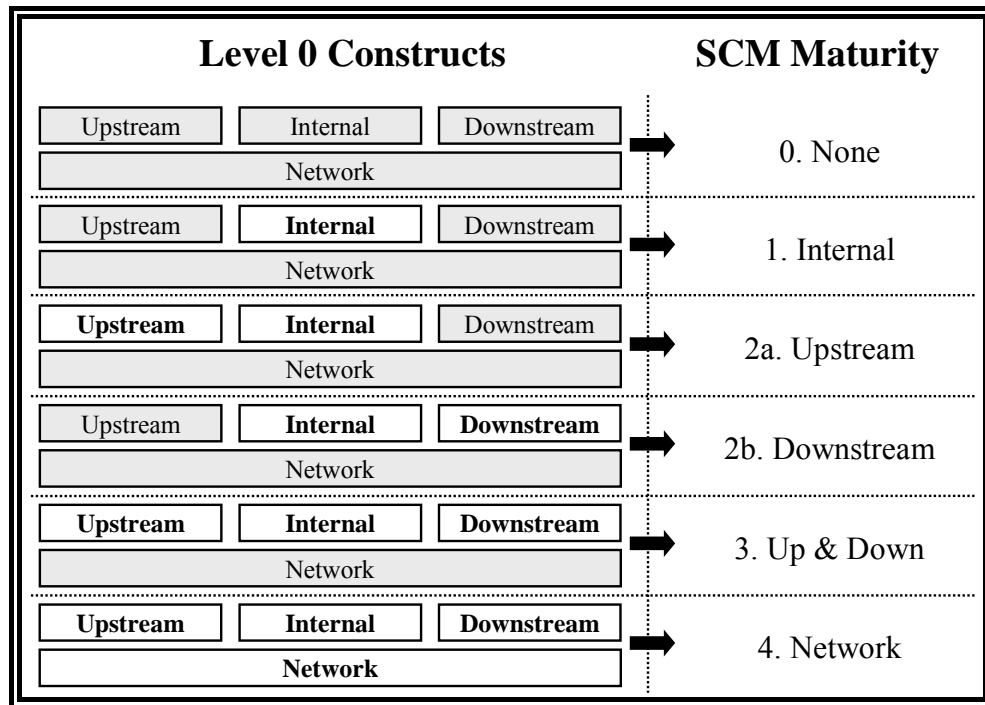 Level 0 Constructs
SCM Maturity
Upstream Internal Downstream
Network
0. None
Upstream Internal Downstream
Network
1. Internal
Upstream Internal Downstream
Network
2a. Upstream
Upstream Internal Downstream
Network
2b. Downstream
Upstream Internal Downstream
Network
3. Up & Down
Upstream Internal Downstream
Network
4. Network